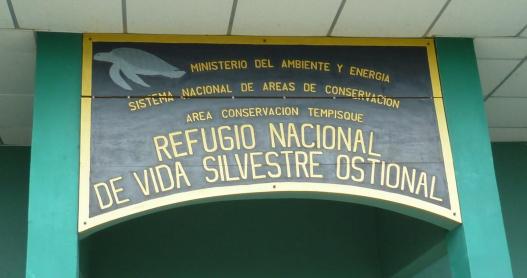 MINISTERIO DEL AMBIENTE Y ENERGIA
SISTEMA NACIONAL DE AREAS DE CONSERVACION
AREA CONSERVACION TEMPISQUE
REFUGIO NACIONAL
DE VIDA SILVESTRE OSTIONAL